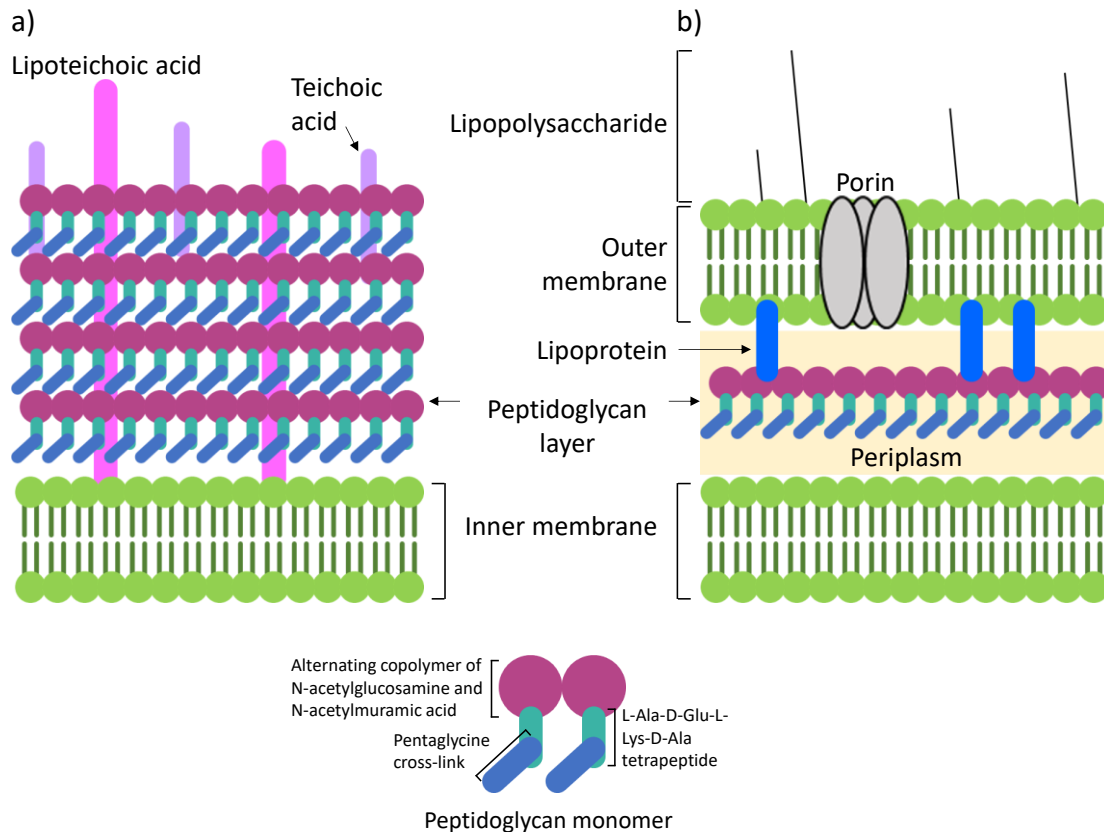 a)
b)
Lipoteichoic acid
Teichoic
acid
Lipopolysaccharide
Porin
Outer
membrane
Lipoprotein
Peptidoglycan
layer
Periplasm
Inner membrane
Alternating copolymer of
N-acetylglucosamine and
N-acetylmuramic acid
Pentaglycine
cross-link
L-Ala-D-Glu-L-
Lys-D-Ala
tetrapeptide
Peptidoglycan monomer